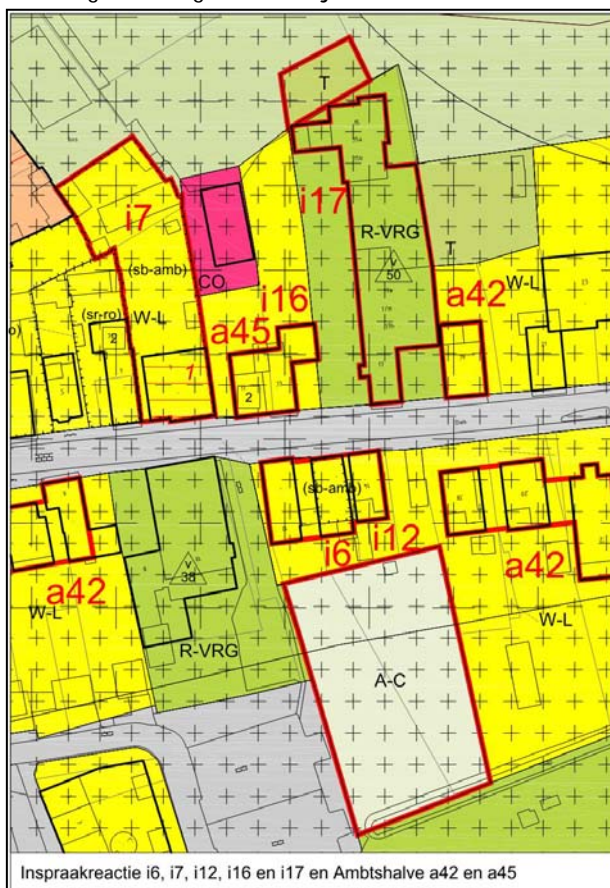 T
i7
i17
R-VRG
v
50
(sb-amb)
CO
T
i16
W-L
(sr-ro)
W-L
a42
2
a45
1
2
(sb-amb)
i6
i12
v
38
a42
a42
W-L
R-VRG
W-L
A-C
Inspraakreactie i6, i7, i12, i16 en i17 en Ambtshalve a42 en a45